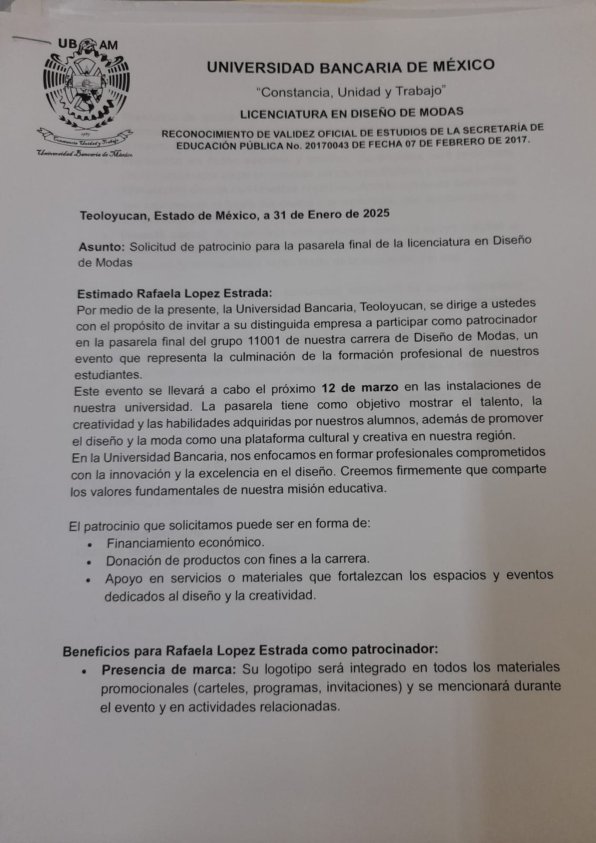 UB AM
1983
Constancia, Unidad y Trabajo
Universidad Bancaria de México
UNIVERSIDAD BANCARIA DE MÉXICO
“Constancia, Unidad y Trabajo”
LICENCIATURA EN DISEÑO DE MODAS
RECONOCIMIENTO DE VALIDEZ OFICIAL DE ESTUDIOS DE LA SECRETARÍA DE
EDUCACIÓN PÚBLICA No. 20170043 DE FECHA 07 DE FEBRERO DE 2017.
Teoloyucan, Estado de México, a 31 de Enero de 2025
Asunto: Solicitud de patrocinio para la pasarela final de la licenciatura en Diseño
de Modas
Estimado Rafaela Lopez Estrada:
Por medio de la presente, la Universidad Bancaria, Teoloyucan, se dirige a ustedes
con el propósito de invitar a su distinguida empresa a participar como patrocinador
en la pasarela final del grupo 11001 de nuestra carrera de Diseño de Modas, un
evento que representa la culminación de la formación profesional de nuestros
estudiantes.
Este evento se llevará a cabo el próximo 12 de marzo en las instalaciones de
nuestra universidad. La pasarela tiene como objetivo mostrar el talento, la
creatividad y las habilidades adquiridas por nuestros alumnos, además de promover
el diseño y la moda como una plataforma cultural y creativa en nuestra región.
En la Universidad Bancaria, nos enfocamos en formar profesionales comprometidos
con la innovación y la excelencia en el diseño. Creemos firmemente que comparte
los valores fundamentales de nuestra misión educativa.
El patrocinio que solicitamos puede ser en forma de:
• Financiamiento económico.
• Donación de productos con fines a la carrera.
• Apoyo en servicios o materiales que fortalezcan los espacios y eventos
dedicados al diseño y la creatividad.
Beneficios para Rafaela Lopez Estrada como patrocinador:
• Presencia de marca: Su logotipo será integrado en todos los materiales
promocionales (carteles, programas, invitaciones) y se mencionará durante
el evento y en actividades relacionadas.